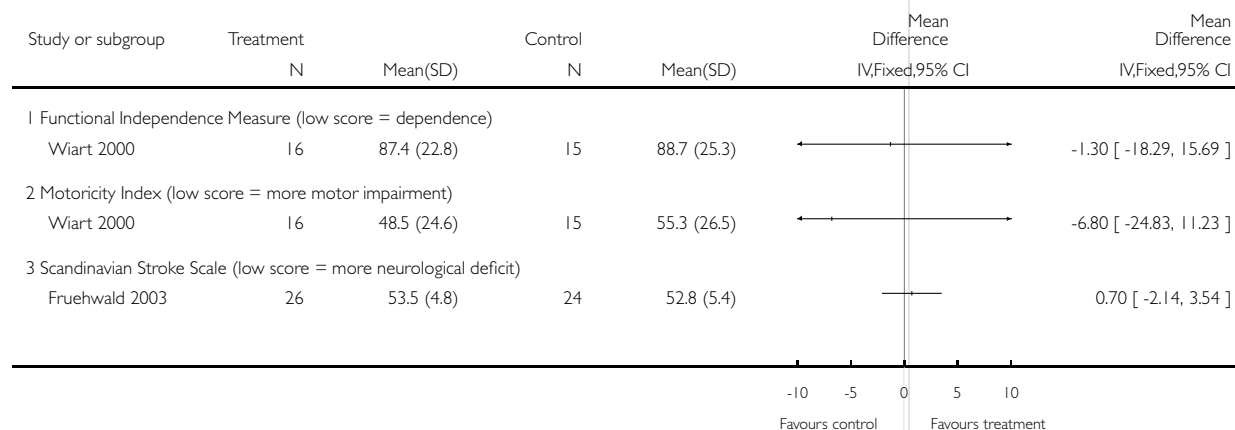 Mean Mean
Study or subgroup Treatment Control Difference Difference
N Mean(SD) N Mean(SD) IV,Fixed,95% CI IV,Fixed,95% CI
1 Functional Independence Measure (low score = dependence)
Wiart 2000 16 87.4 (22.8) 15 88.7 (25.3) -1.30 [ -18.29, 15.69 ]
2 Motoricity Index (low score = more motor impairment)
Wiart 2000 16 48.5 (24.6) 15 55.3 (26.5) -6.80 [ -24.83, 11.23 ]
3 Scandinavian Stroke Scale (low score = more neurological deficit)
Fruehwald 2003 26 53.5 (4.8) 24 52.8 (5.4) 0.70 [ -2.14, 3.54 ]
-10 -5 0 5 10
Favours control Favours treatment